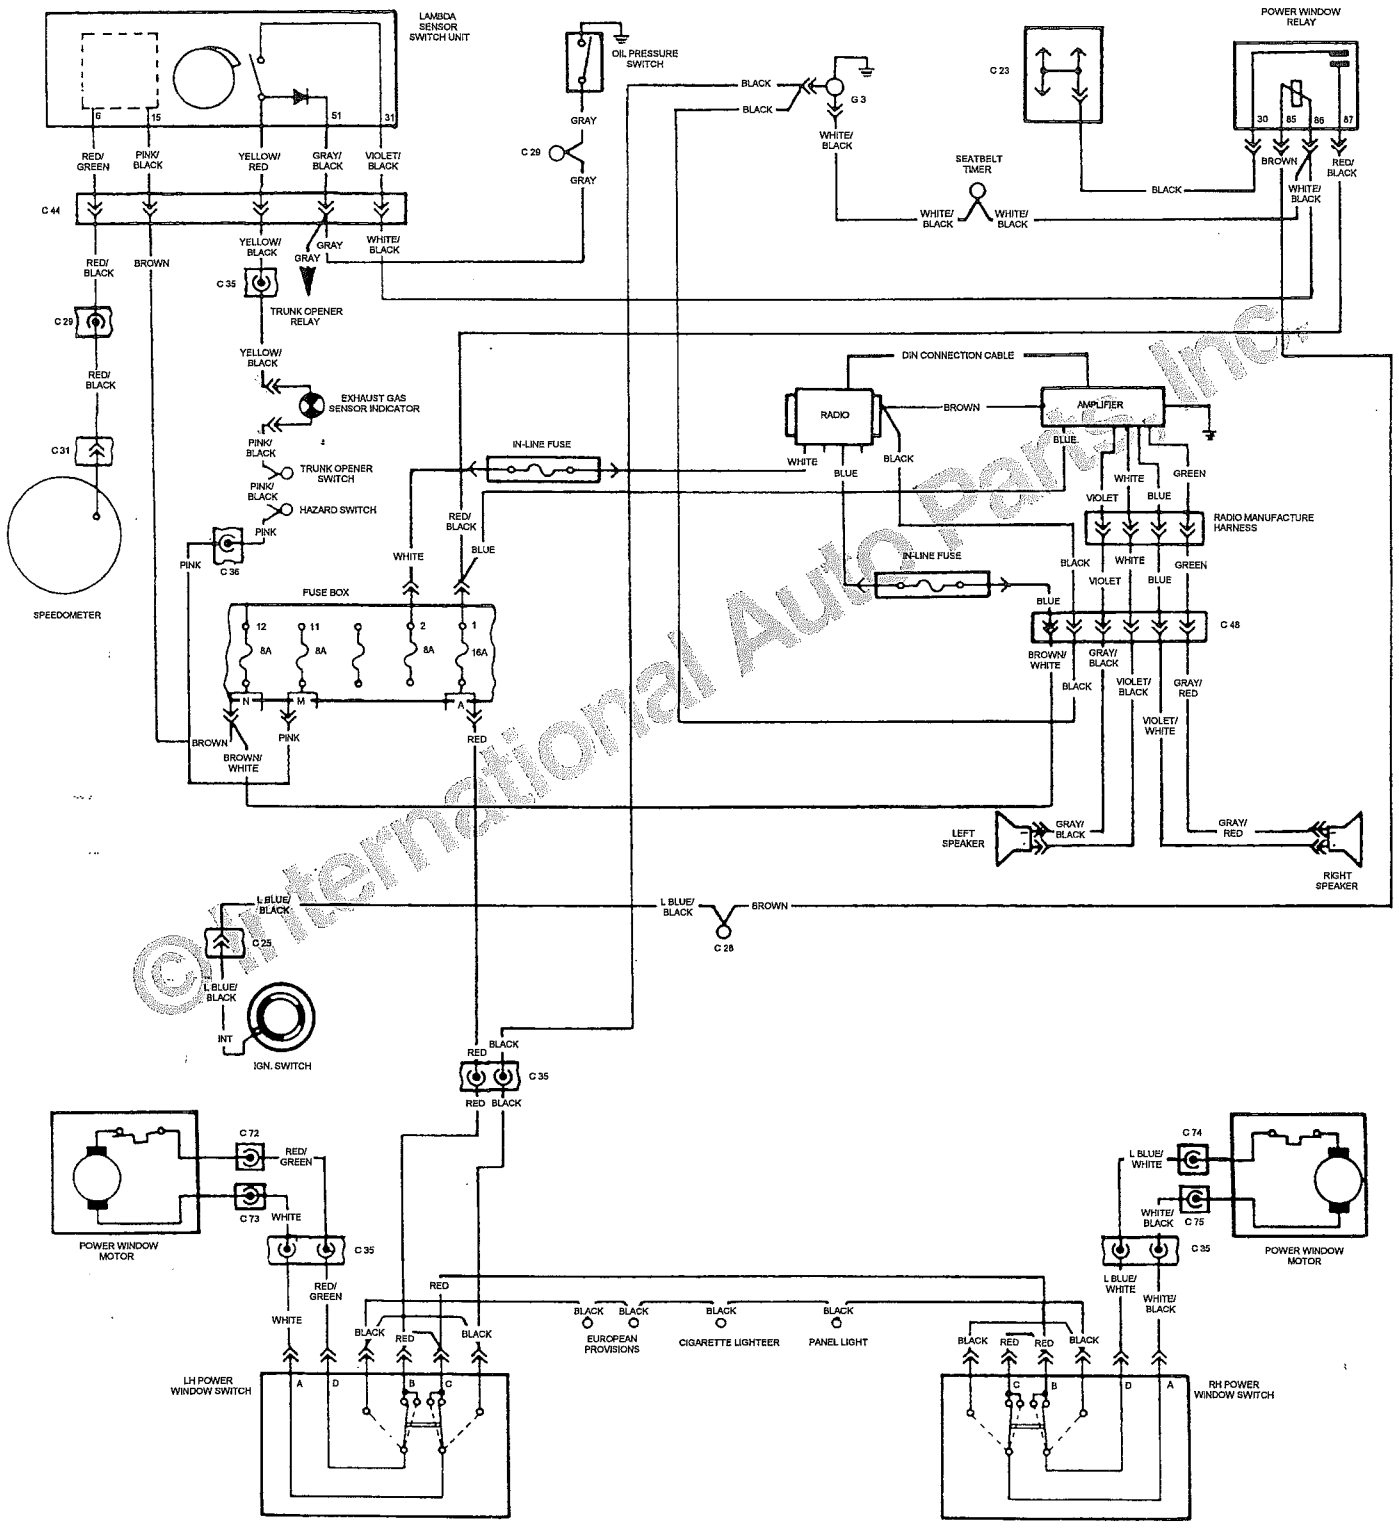 LAMBDA
SENSOR
SWITCH UNIT
6
15
51
31
RED/
GREEN
PINK/
BLACK
YELLOW/
RED
GRAY/
BLACK
VIOLET/
BLACK
C 44
RED/
BLACK
BROWN
YELLOW/
BLACK
GRAY
GRAY
WHITE/
BLACK
C 35
TRUNK OPENER
RELAY
C 29
RED/
BLACK
YELLOW/
BLACK
EXHAUST GAS
SENSOR INDICATOR
C 31
PINK/
BLACK
TRUNK OPENER
SWITCH
PINK/
BLACK
HAZARD SWITCH
PINK
PINK
C 36
SPEEDOMETER
OIL PRESSURE
SWITCH
GRAY
C 29
GRAY
BLACK
BLACK
G 3
WHITE/
BLACK
SEATBELT
TIMER
WHITE/
BLACK
WHITE/
BLACK
C 23
BLACK
POWER WINDOW
RELAY
30
85
86
87
BROWN
WHITE/
BLACK
RED/
BLACK
DIN CONNECTION CABLE
RADIO
BROWN
AMPLIFIER
BLUE
BLACK
WHITE
BLUE
IN-LINE FUSE
VIOLET
WHITE
BLUE
GREEN
RADIO MANUFACTURE
HARNESS
RED/
BLACK
BLUE
WHITE
IN-LINE FUSE
BLACK
VIOLET
WHITE
BLUE
GREEN
BLUE
C 48
BROWN/
WHITE
BLACK
GRAY/
BLACK
VIOLET/
BLACK
VIOLET/
WHITE
GRAY/
RED
FUSE BOX
12
8A
11
8A
2
8A
1
16A
N
M
A
BROWN
BROWN/
WHITE
PINK
RED
LEFT
SPEAKER
GRAY/
BLACK
GRAY/
RED
RIGHT
SPEAKER
© International Auto Parts, Inc.
L BLUE/
BLACK
L BLUE/
BLACK
BROWN
C 28
C 25
L BLUE/
BLACK
INT
IGN. SWITCH
RED
BLACK
C 35
RED
BLACK
POWER WINDOW
MOTOR
C 72
RED/
GREEN
C 73
WHITE
C 35
RED/
GREEN
WHITE
C 74
L BLUE/
WHITE
WHITE/
BLACK
C 75
C 35
POWER WINDOW
MOTOR
L BLUE/
WHITE
WHITE/
BLACK
RED
BLACK
RED
BLACK
BLACK
BLACK
EUROPEAN
PROVISIONS
BLACK
CIGARETTE LIGHTEER
BLACK
PANEL LIGHT
BLACK
RED
RED
BLACK
LH POWER
WINDOW SWITCH
A
D
B
C
C
B
D
A
RH POWER
WINDOW SWITCH